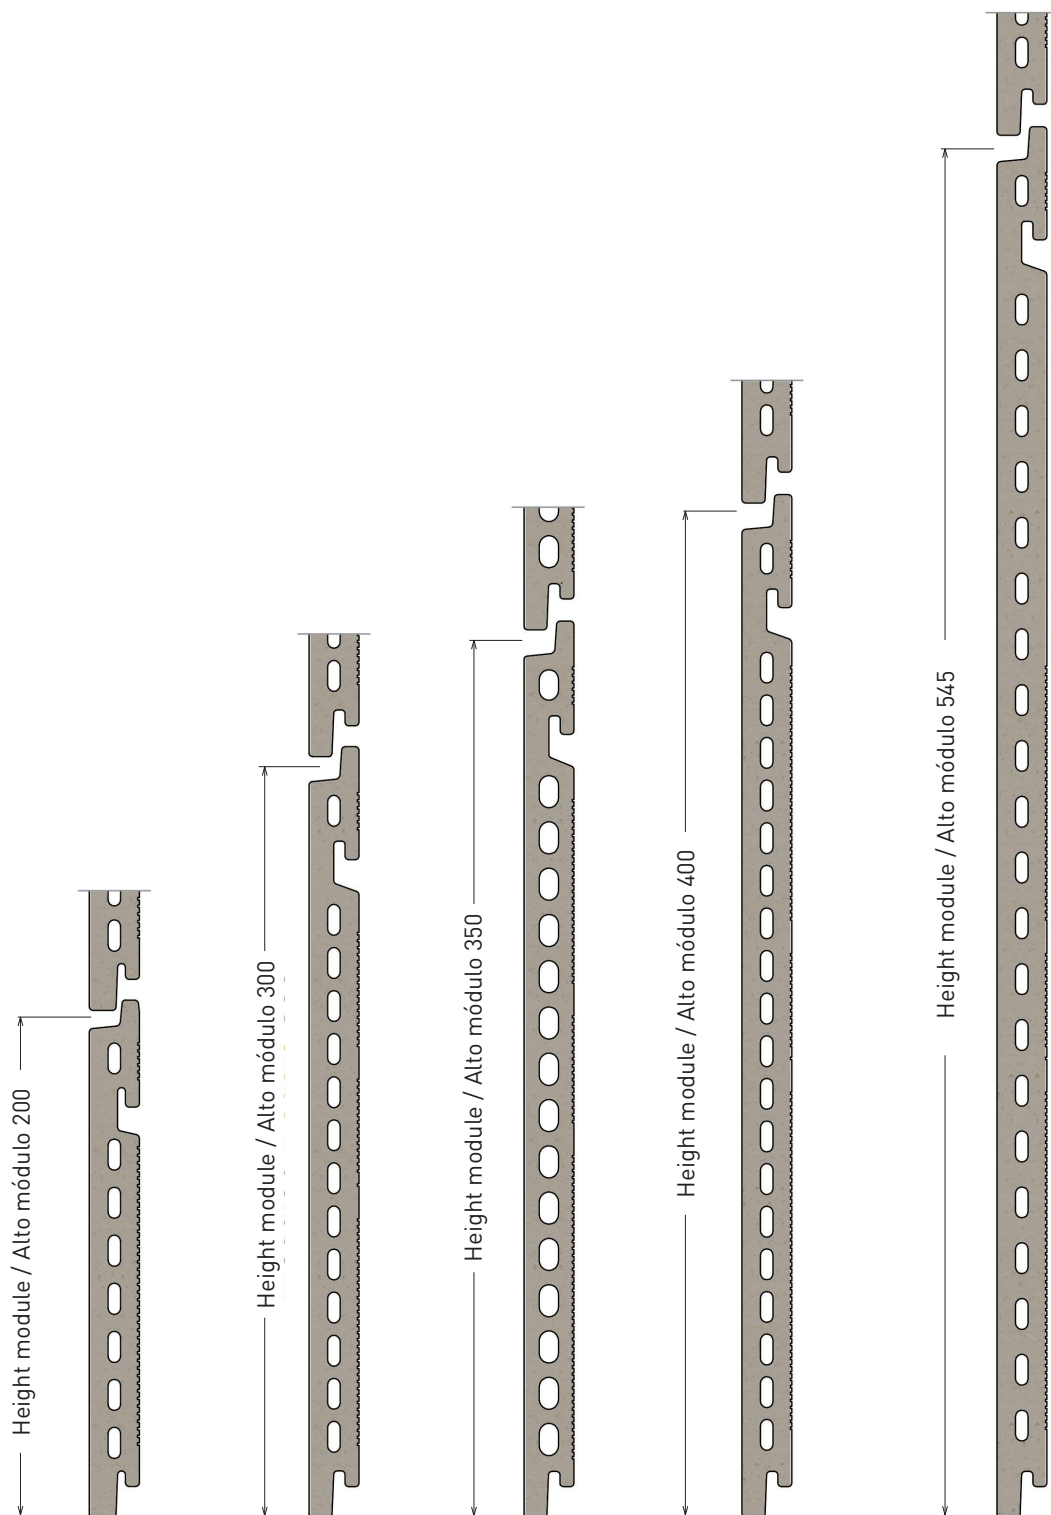 Height module / Alto módulo 200
Height module / Alto módulo 300
Height module / Alto módulo 350
Height module / Alto módulo 400
Height module / Alto módulo 545